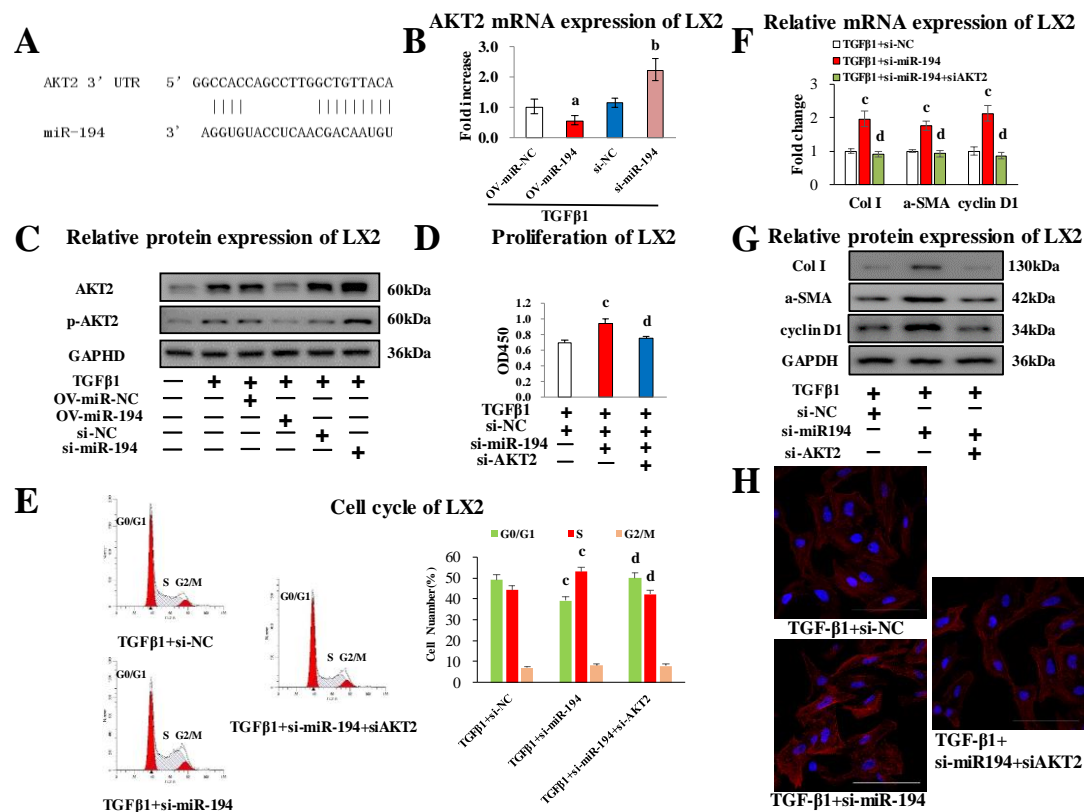 A
AKT2 3' UTR 5' GGCCACCAGCCTTGGCTGTTACA
miR-194 3' AGGUGUACCUCAACGACAAUGU
B
AKT2 mRNA expression of LX2
Fold increase
3.0
2.0
1.0
0.0
a
b
OV-miR-NC
OV-miR-194
si-NC
si-miR-194
TGFβ1
F
Relative mRNA expression of LX2
TGFβ1+si-NC
TGFβ1+si-miR-194
TGFβ1+si-miR-194+siAKT2
Fold change
3
2
1
0
c d c d c d
Col I a-SMA cyclin D1
C
Relative protein expression of LX2
AKT2 60kDa
p-AKT2 60kDa
GAPHD 36kDa
TGFβ1 — + + + + +
OV-miR-NC — — + — — —
OV-miR-194 — — — + — —
si-NC — — — — + —
si-miR-194 — — — — — +
D
Proliferation of LX2
OD450
1.2
1.0
0.8
0.6
0.4
0.2
0.0
c
d
TGFβ1 + + +
si-NC + + +
si-miR-194 — + +
si-AKT2 — — +
G
Relative protein expression of LX2
Col I 130kDa
a-SMA 42kDa
cyclin D1 34kDa
GAPDH 36kDa
TGFβ1 + + +
si-NC + — —
si-miR194 — + +
si-AKT2 — — +
E
Cell cycle of LX2
G0/G1
S G2/M
TGFβ1+si-NC
G0/G1
S G2/M
TGFβ1+si-miR-194+siAKT2
G0/G1
S G2/M
TGFβ1+si-miR-194
G0/G1 S G2/M
Cell Nuamber(%)
60
50
40
30
20
10
0
c c d d
TGFβ1+si-NC
TGFβ1+si-miR-194
TGFβ1+si-miR-194+si-AKT2
H
TGF-β1+si-NC
TGF-β1+si-miR-194
TGF-β1+
si-miR194+siAKT2